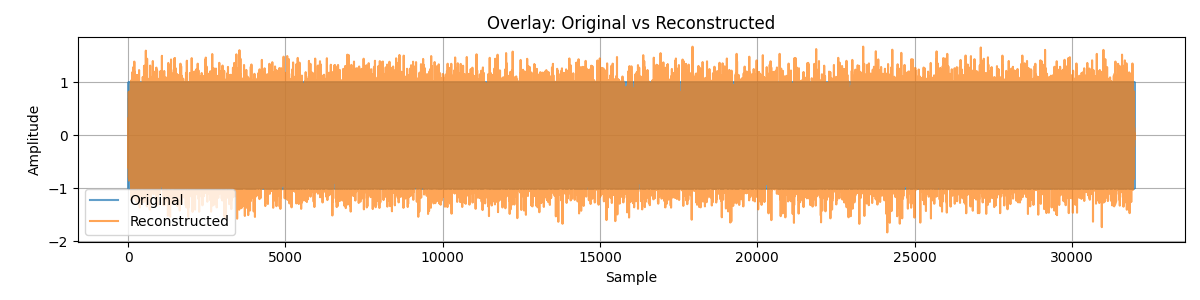 Overlay: Original vs Reconstructed
Amplitude
1
0
−1
−2
Original
Reconstructed
0
5000
10000
15000
20000
25000
30000
Sample